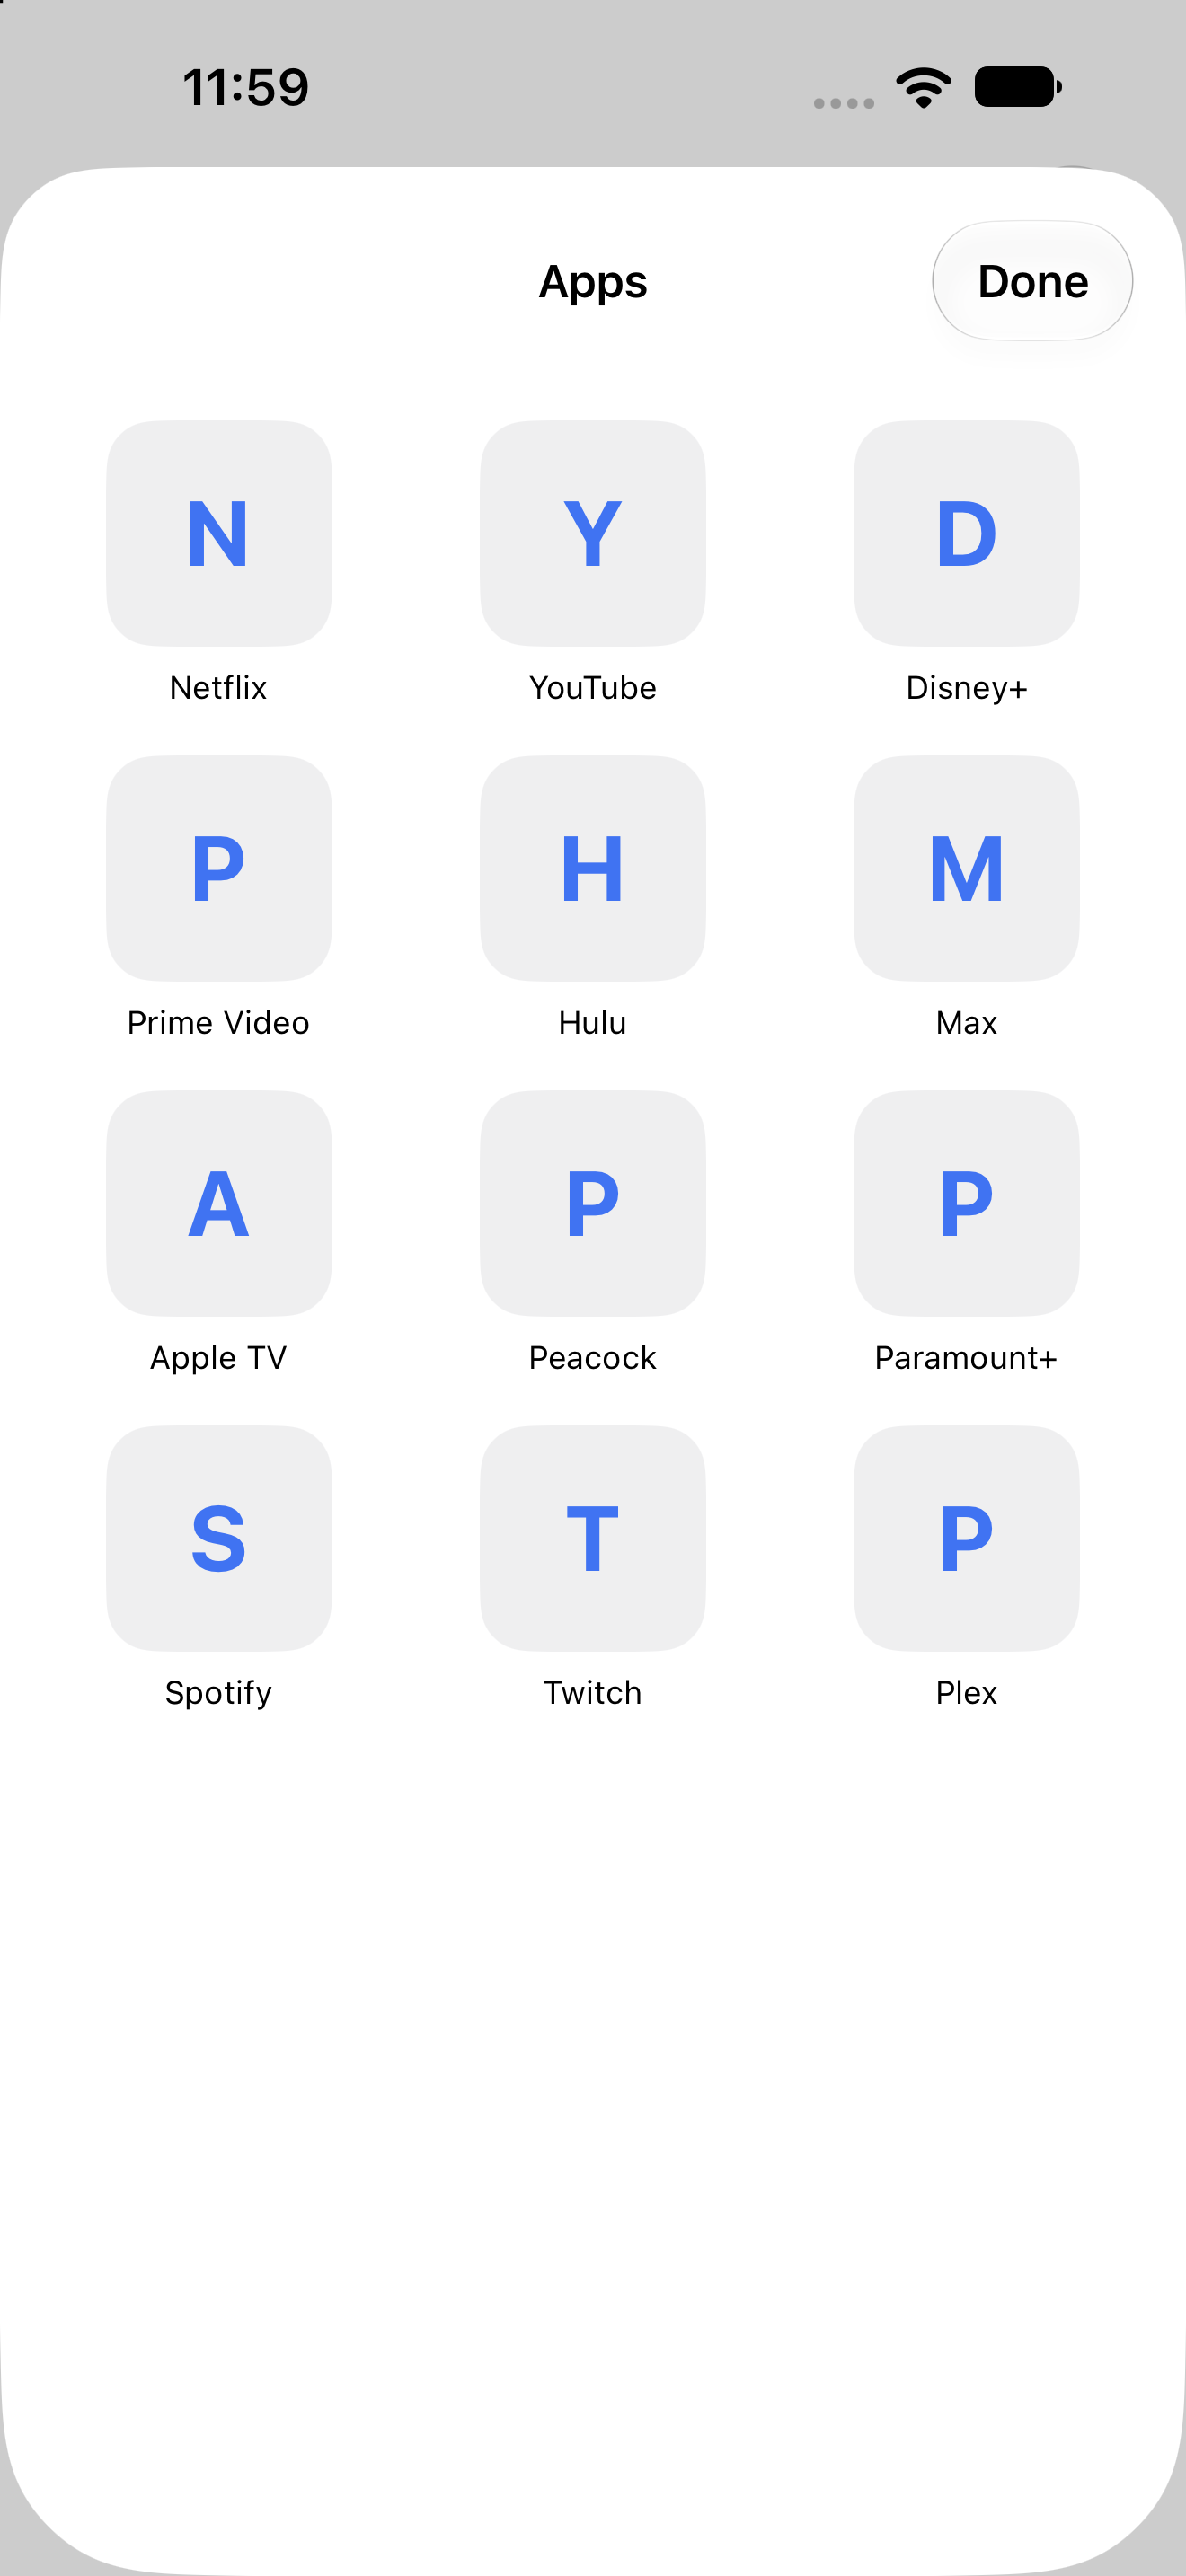 11:59
Apps
Done
N
Y
D
Netflix
YouTube
Disney+
P
H
M
Prime Video
Hulu
Max
A
P
P
Apple TV
Peacock
Paramount+
S
T
P
Spotify
Twitch
Plex